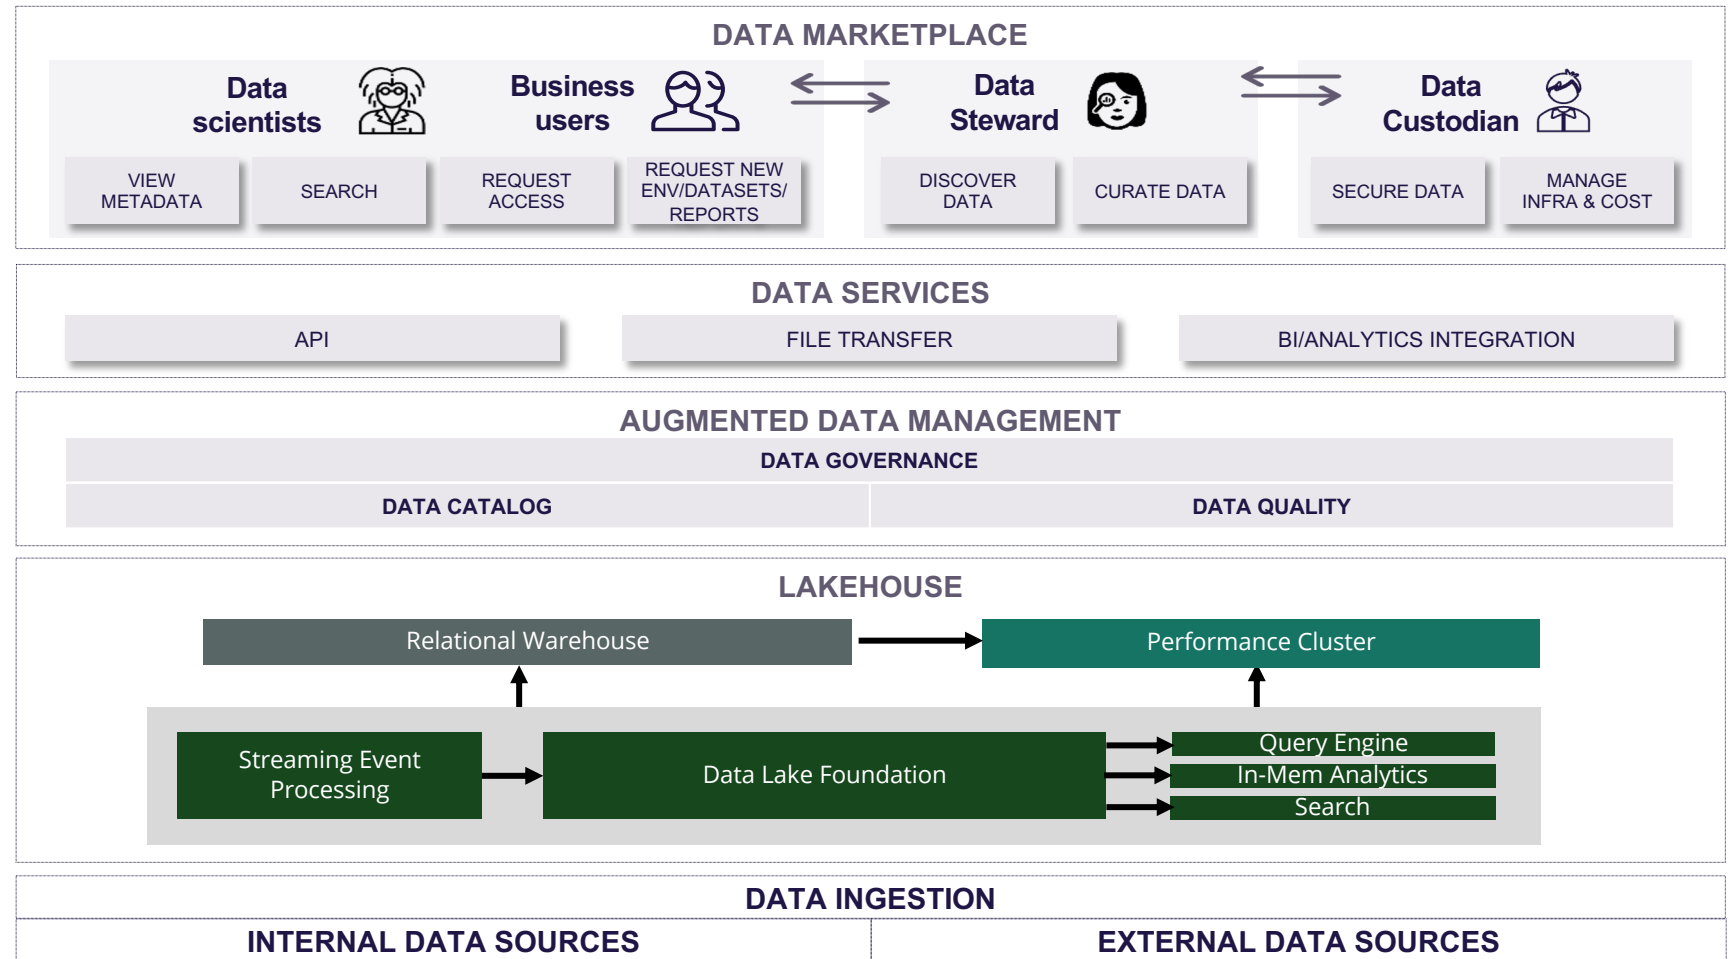 DATA MARKETPLACE
Data
scientists
Business
users
Data
Steward
Data
Custodian
VIEW
METADATA
SEARCH
REQUEST
ACCESS
REQUEST NEW
ENV/DATASETS/
REPORTS
DISCOVER
DATA
CURATE DATA
SECURE DATA
MANAGE
INFRA & COST
DATA SERVICES
API
FILE TRANSFER
BI/ANALYTICS INTEGRATION
AUGMENTED DATA MANAGEMENT
DATA GOVERNANCE
DATA CATALOG
DATA QUALITY
LAKEHOUSE
Relational Warehouse
Performance Cluster
Streaming Event
Processing
Data Lake Foundation
Query Engine
In-Mem Analytics
Search
DATA INGESTION
INTERNAL DATA SOURCES
EXTERNAL DATA SOURCES